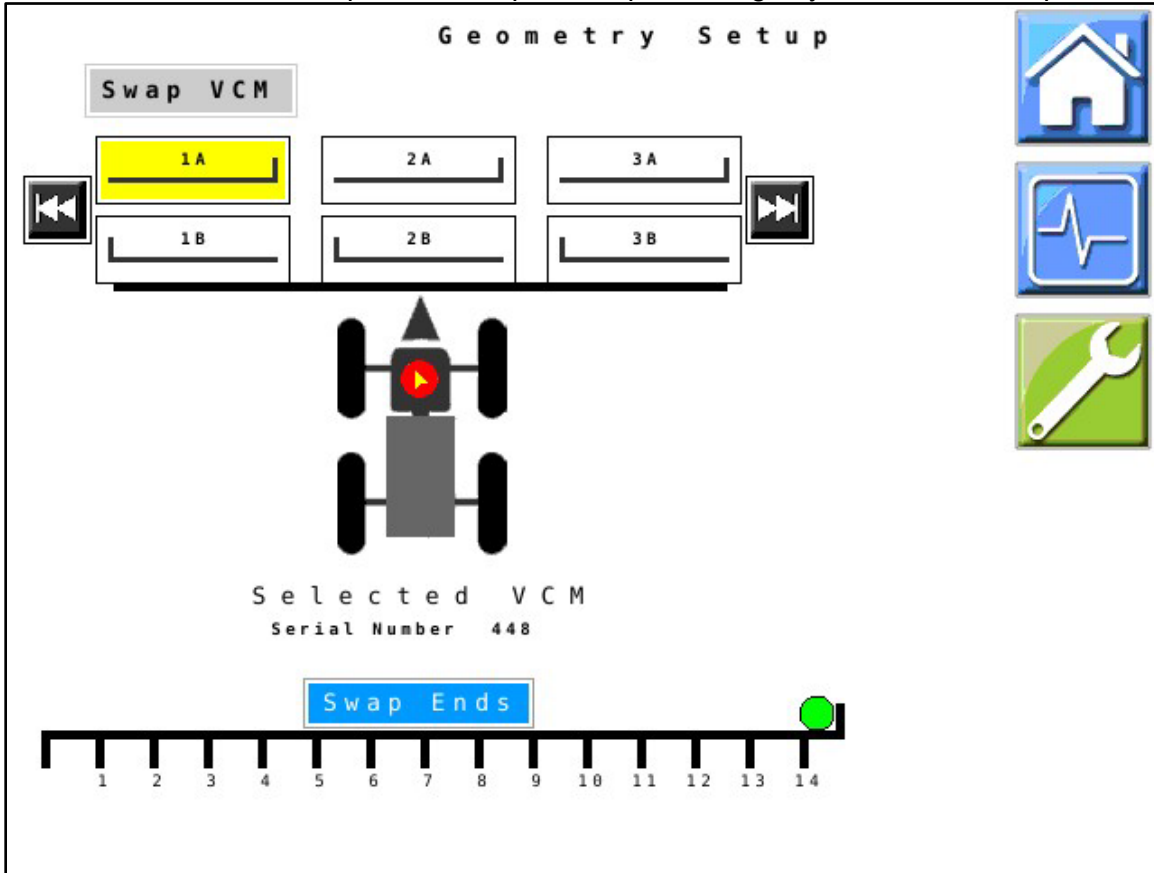 Geometry Setup
Swap VCM
1A 2A 3A
1B 2B 3B
Selected VCM
Serial Number 448
Swap Ends
1 2 3 4 5 6 7 8 9 10 11 12 13 14